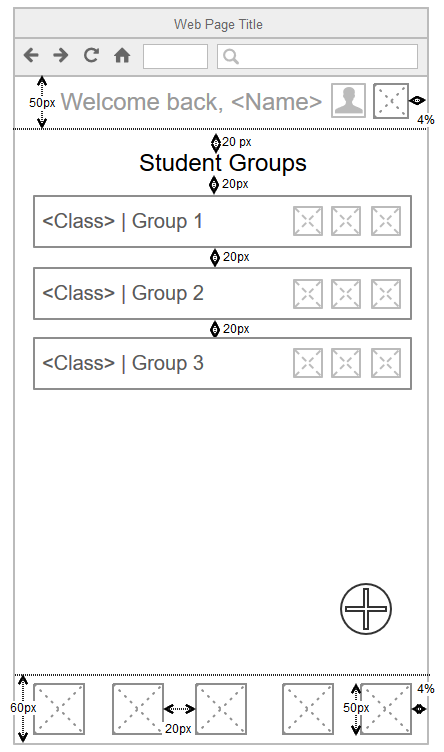 Web Page Title
50px
Welcome back, <Name>
4%
20 px
Student Groups
20px
<Class> | Group 1
20px
<Class> | Group 2
20px
<Class> | Group 3
4%
60px
20px
50px